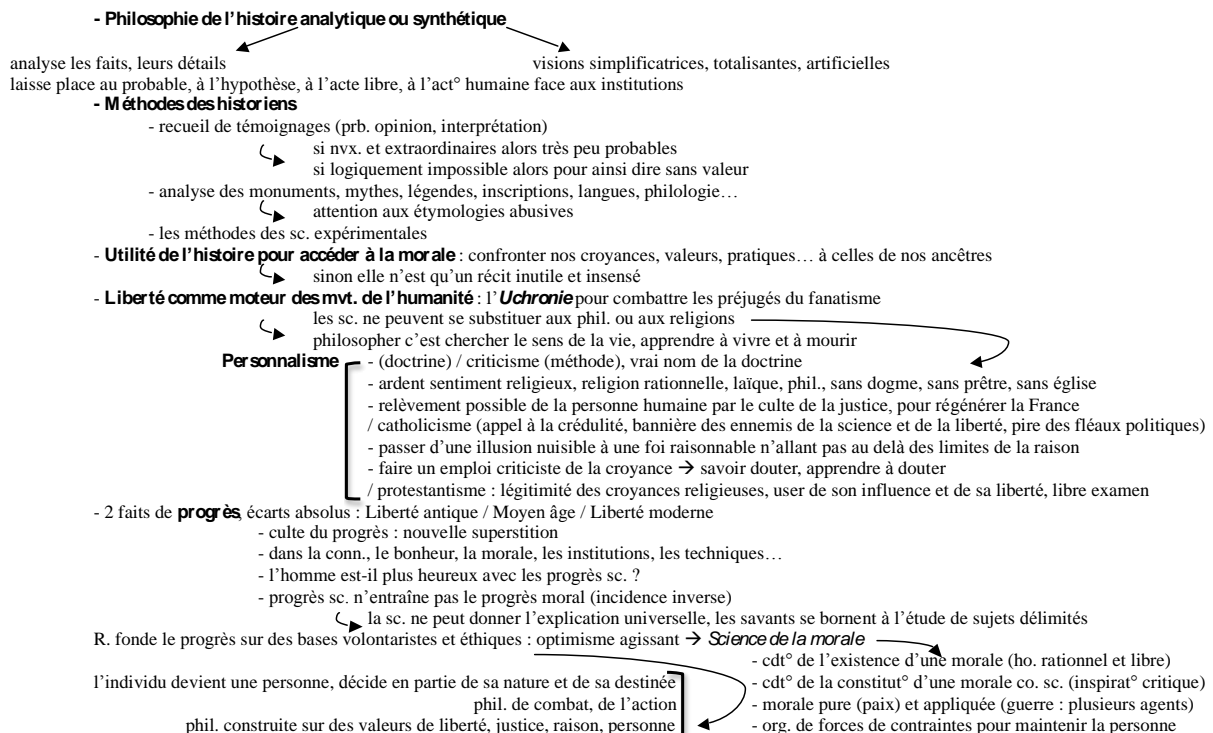 - Philosophie de l'histoire analytique ou synthétique
analyse les faits, leurs détails visions simplificatrices, totalisantes, artificielles
laisse place au probable, à l'hypothèse, à l'acte libre, à l'act° humaine face aux institutions
- Méthodes des historiens
- recueil de témoignages (prb. opinion, interprétation)
si nvx. et extraordinaires alors très peu probables
si logiquement impossible alors pour ainsi dire sans valeur
- analyse des monuments, mythes, légendes, inscriptions, langues, philologie…
attention aux étymologies abusives
- les méthodes des sc. expérimentales
- Utilité de l'histoire pour accéder à la morale : confronter nos croyances, valeurs, pratiques… à celles de nos ancêtres
sinon elle n'est qu'un récit inutile et insensé
- Liberté comme moteur des mvt. de l'humanité : l'Uchronie pour combattre les préjugés du fanatisme
les sc. ne peuvent se substituer aux phil. ou aux religions
philosopher c'est chercher le sens de la vie, apprendre à vivre et à mourir
Personnalisme - (doctrine) / criticisme (méthode), vrai nom de la doctrine
- ardent sentiment religieux, religion rationnelle, laïque, phil., sans dogme, sans prêtre, sans église
- relèvement possible de la personne humaine par le culte de la justice, pour régénérer la France
/ catholicisme (appel à la crédulité, bannière des ennemis de la science et de la liberté, pire des fléaux politiques)
- passer d'une illusion nuisible à une foi raisonnable n'allant pas au delà des limites de la raison
- faire un emploi criticiste de la croyance → savoir douter, apprendre à douter
/ protestantisme : légitimité des croyances religieuses, user de son influence et de sa liberté, libre examen
- 2 faits de progrès, écarts absolus : Liberté antique / Moyen âge / Liberté moderne
- culte du progrès : nouvelle superstition
- dans la conn., le bonheur, la morale, les institutions, les techniques…
- l'homme est-il plus heureux avec les progrès sc. ?
- progrès sc. n'entraîne pas le progrès moral (incidence inverse)
la sc. ne peut donner l'explication universelle, les savants se bornent à l'étude de sujets délimités
R. fonde le progrès sur des bases volontaristes et éthiques : optimisme agissant → Science de la morale
- cdt° de l'existence d'une morale (ho. rationnel et libre)
l'individu devient une personne, décide en partie de sa nature et de sa destinée - cdt° de la constitut° d'une morale co. sc. (inspirat° critique)
phil. de combat, de l'action - morale pure (paix) et appliquée (guerre : plusieurs agents)
phil. construite sur des valeurs de liberté, justice, raison, personne - org. de forces de contraintes pour maintenir la personne